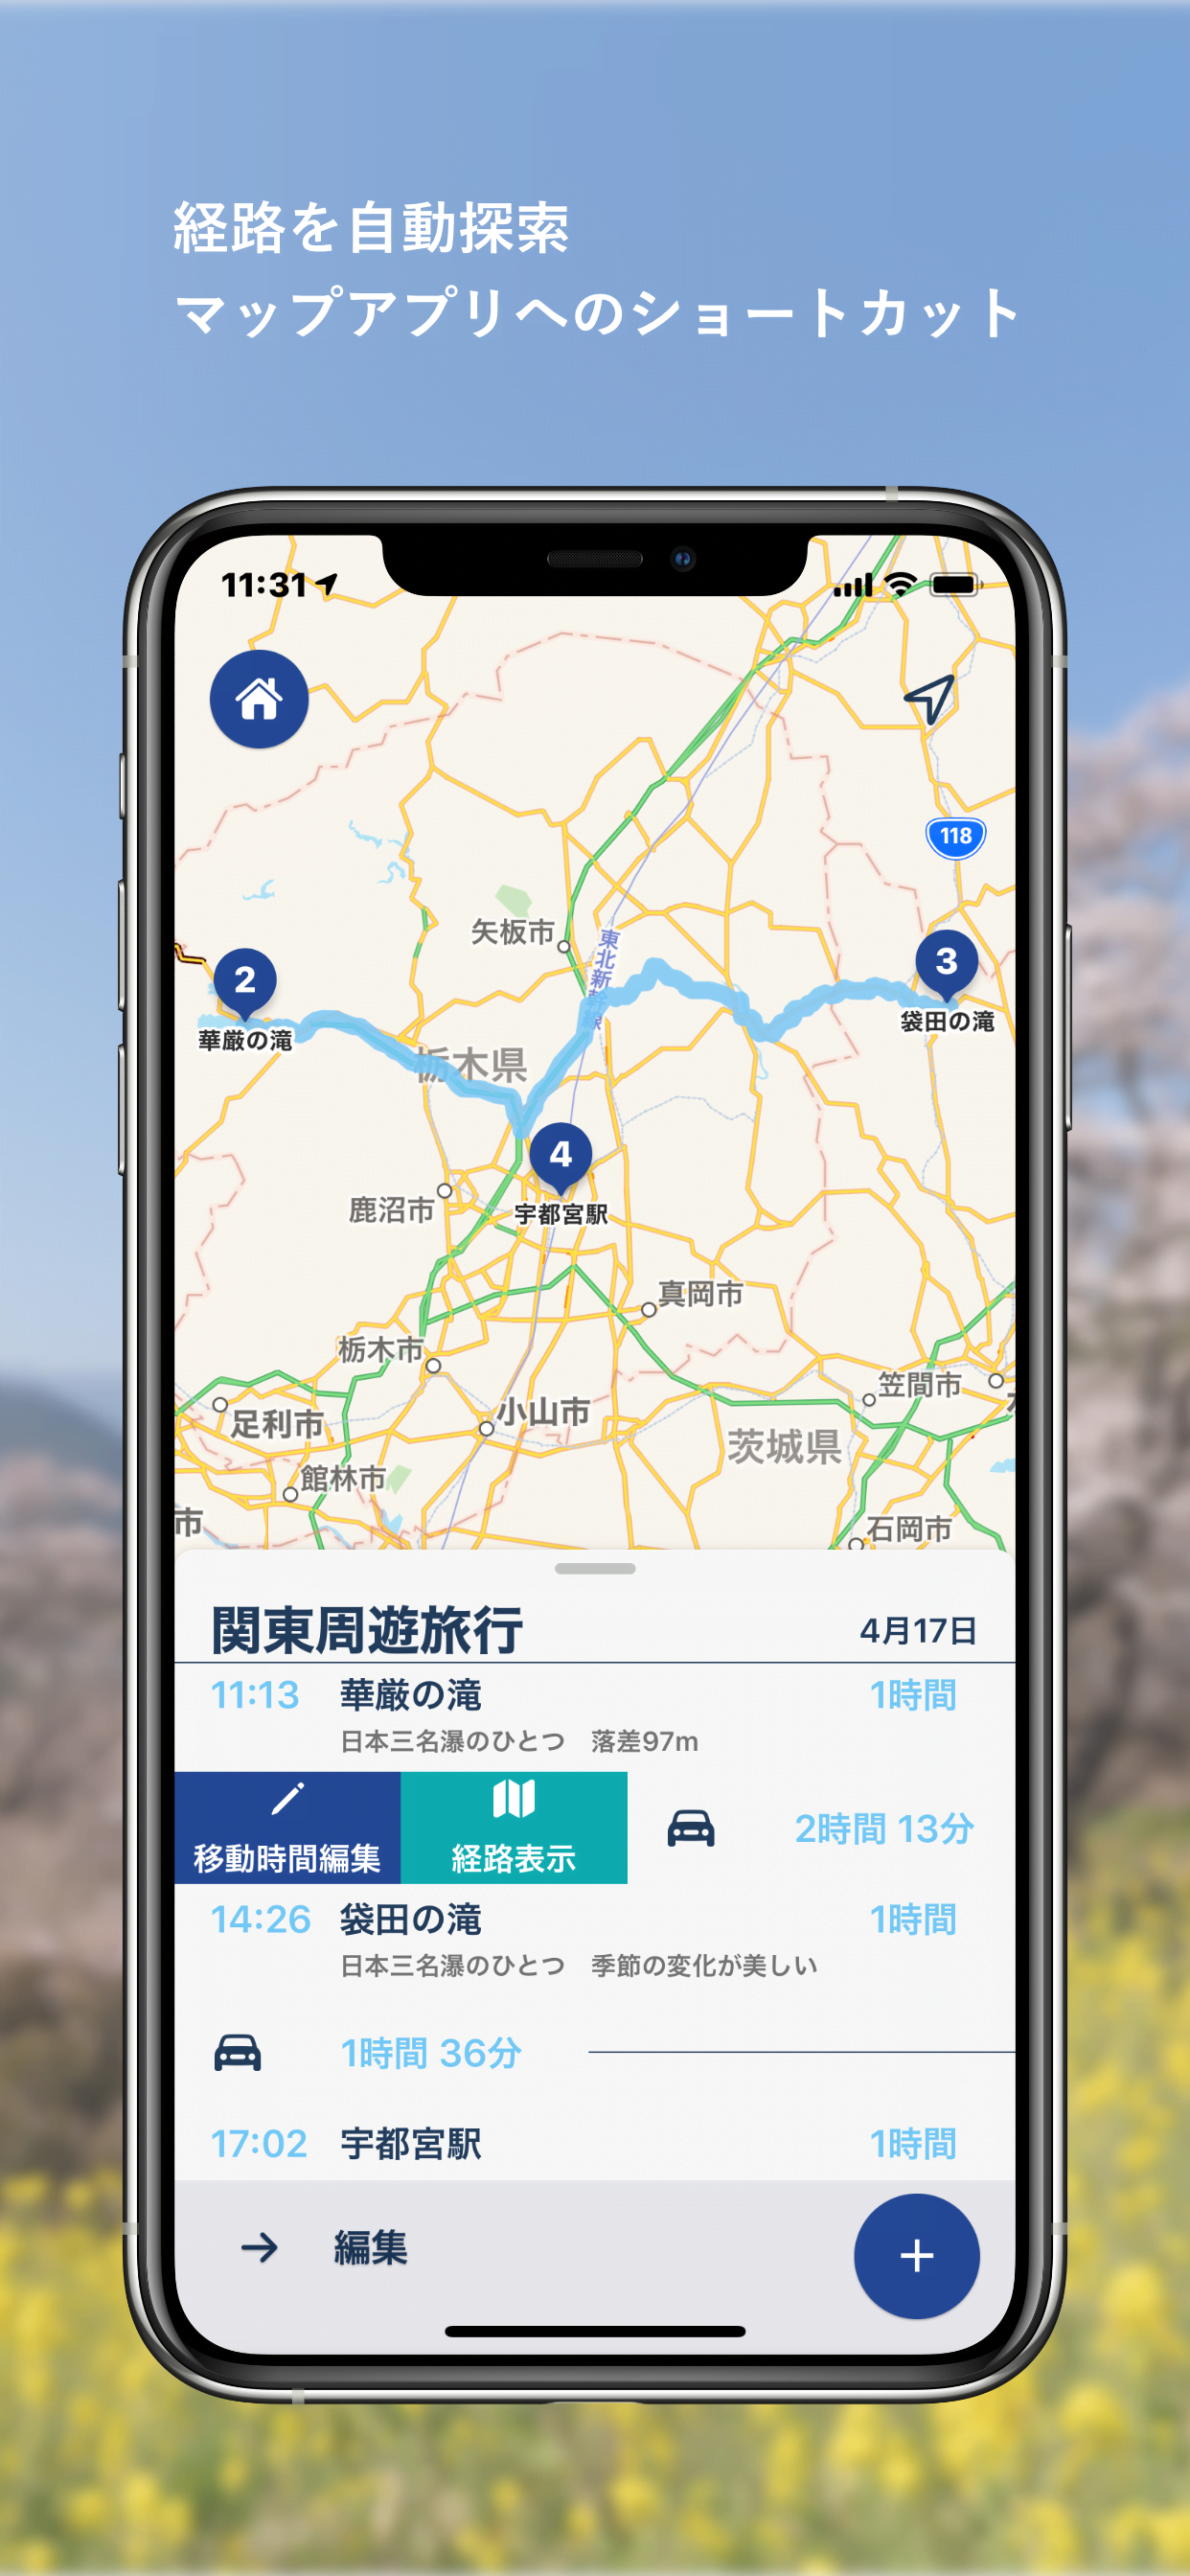 経路を自動探索
マップアプリへのショートカット
11:31
118
矢板市
東北新幹線
2
華厳の滝
3
袋田の滝
栃木県
4
宇都宮駅
鹿沼市
真岡市
栃木市
笠間市
足利市
小山市
茨城県
館林市
市
石岡市
関東周遊旅行 4月17日
11:13 華厳の滝 1時間
日本三名瀑のひとつ 落差97m
移動時間編集 経路表示 2時間 13分
14:26 袋田の滝 1時間
日本三名瀑のひとつ 季節の変化が美しい
1時間 36分
17:02 宇都宮駅 1時間
編集